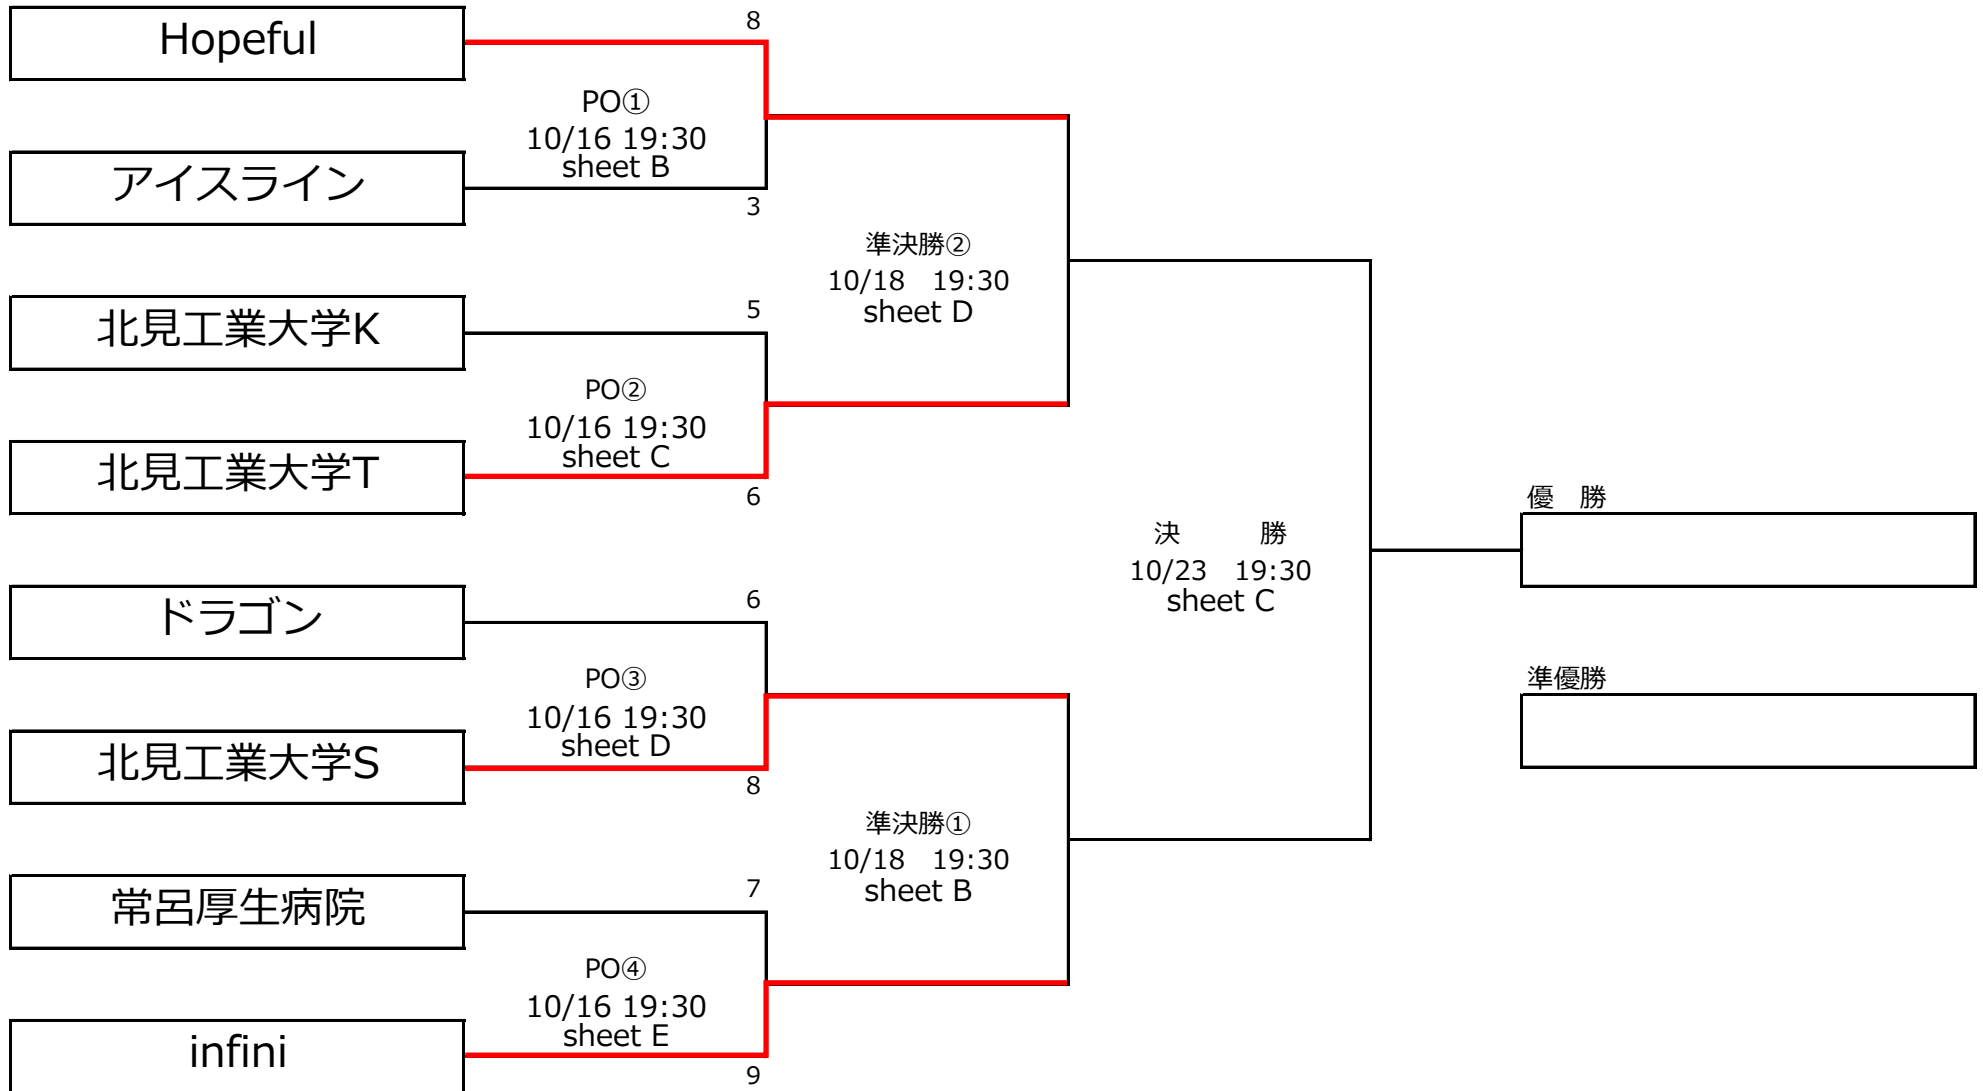 Hopeful
8
PO①
10/16 19:30
sheet B
アイスライン
3
準決勝②
10/18 19:30
sheet D
北見工業大学K
5
PO②
10/16 19:30
sheet C
北見工業大学T
6
優 勝
決 勝
10/23 19:30
sheet C
ドラゴン
6
PO③
10/16 19:30
sheet D
準優勝
北見工業大学S
8
準決勝①
10/18 19:30
sheet B
常呂厚生病院
7
PO④
10/16 19:30
sheet E
infini
9